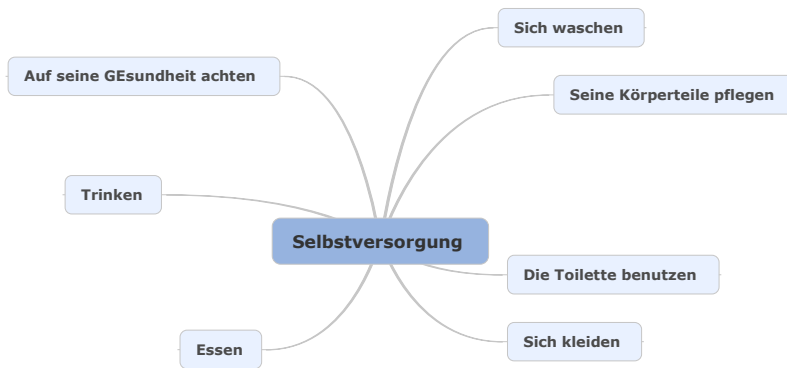 Sich waschen
Auf seine GEsundheit achten
Seine Körperteile pflegen
Trinken
Selbstversorgung
Die Toilette benutzen
Sich kleiden
Essen